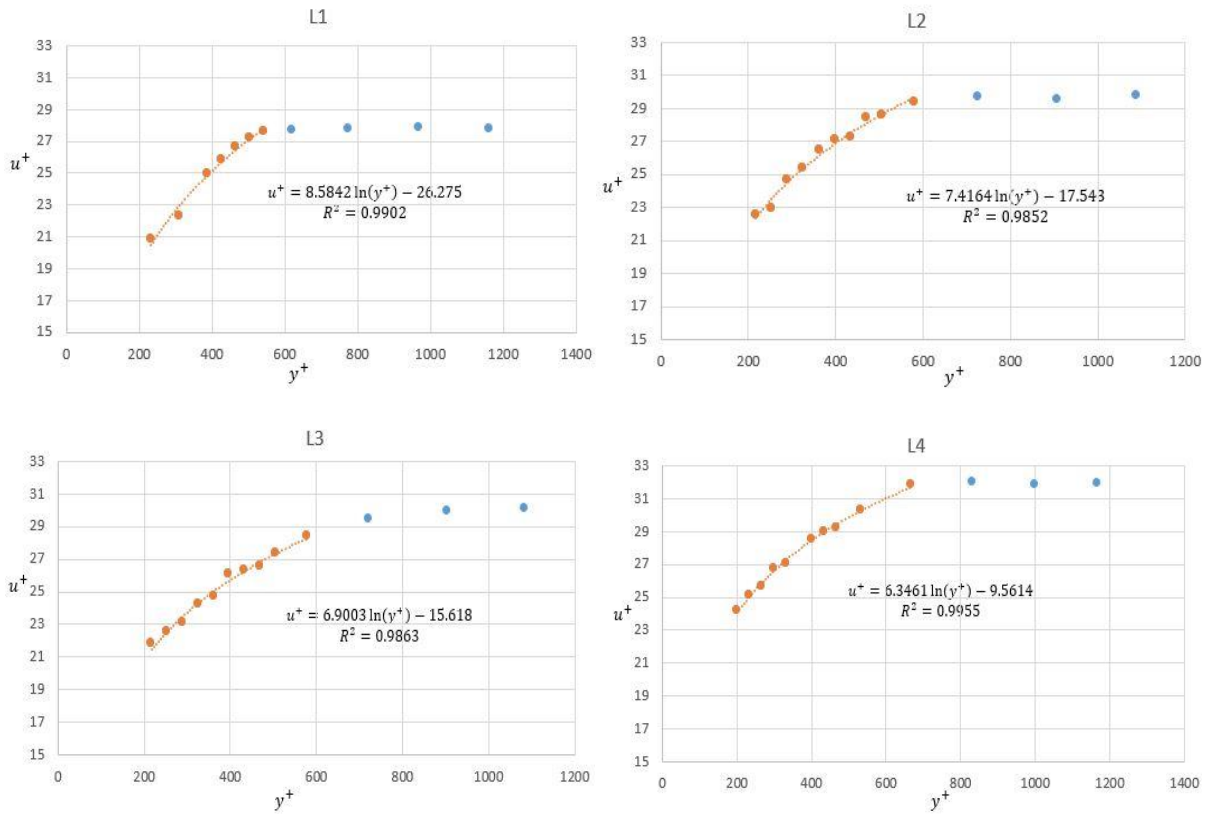 L1
33
31
29
27
25
23
21
19
17
15
u⁺
u⁺ = 8.5842 ln(y⁺) − 26.275
R² = 0.9902
0 200 400 600 800 1000 1200 1400
y⁺
L2
33
31
29
27
25
23
21
19
17
15
u⁺
u⁺ = 7.4164 ln(y⁺) − 17.543
R² = 0.9852
0 200 400 600 800 1000 1200
y⁺
L3
33
31
29
27
25
23
21
19
17
15
u⁺
u⁺ = 6.9003 ln(y⁺) − 15.618
R² = 0.9863
0 200 400 600 800 1000 1200
y⁺
L4
33
31
29
27
25
23
21
19
17
15
u⁺
u⁺ = 6.3461 ln(y⁺) − 9.5614
R² = 0.9955
0 200 400 600 800 1000 1200 1400
y⁺